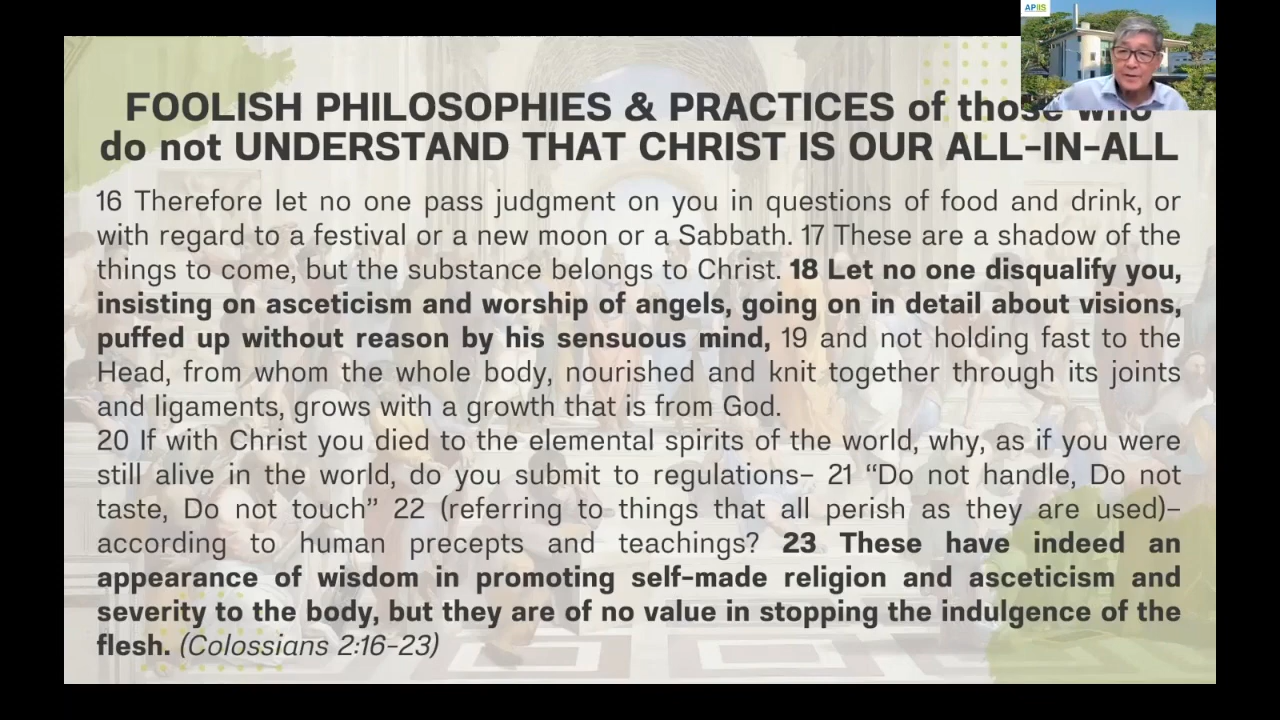 APIIS
FOOLISH PHILOSOPHIES & PRACTICES of those who
do not UNDERSTAND THAT CHRIST IS OUR ALL-IN-ALL
16 Therefore let no one pass judgment on you in questions of food and drink, or
with regard to a festival or a new moon or a Sabbath. 17 These are a shadow of the
things to come, but the substance belongs to Christ. 18 Let no one disqualify you,
insisting on asceticism and worship of angels, going on in detail about visions,
puffed up without reason by his sensuous mind, 19 and not holding fast to the
Head, from whom the whole body, nourished and knit together through its joints
and ligaments, grows with a growth that is from God.
20 If with Christ you died to the elemental spirits of the world, why, as if you were
still alive in the world, do you submit to regulations– 21 “Do not handle, Do not
taste, Do not touch” 22 (referring to things that all perish as they are used)–
according to human precepts and teachings? 23 These have indeed an
appearance of wisdom in promoting self-made religion and asceticism and
severity to the body, but they are of no value in stopping the indulgence of the
flesh. (Colossians 2:16-23)